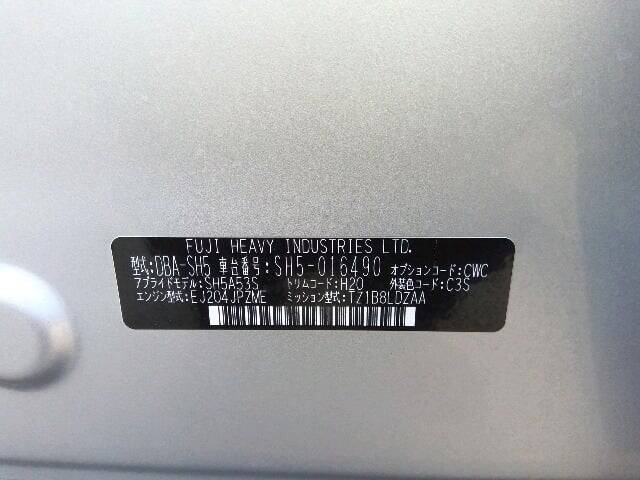 FUJI HEAVY INDUSTRIES LTD.
型式:DBA-SH5 車台番号:SH5-016490 オプションコード:CWC
アプライドモデル:SH5A53S トリムコード:H20 外装色コード:C3S
エンジン型式:EJ204JPZME ミッション型式:TZ1B8LDZAA